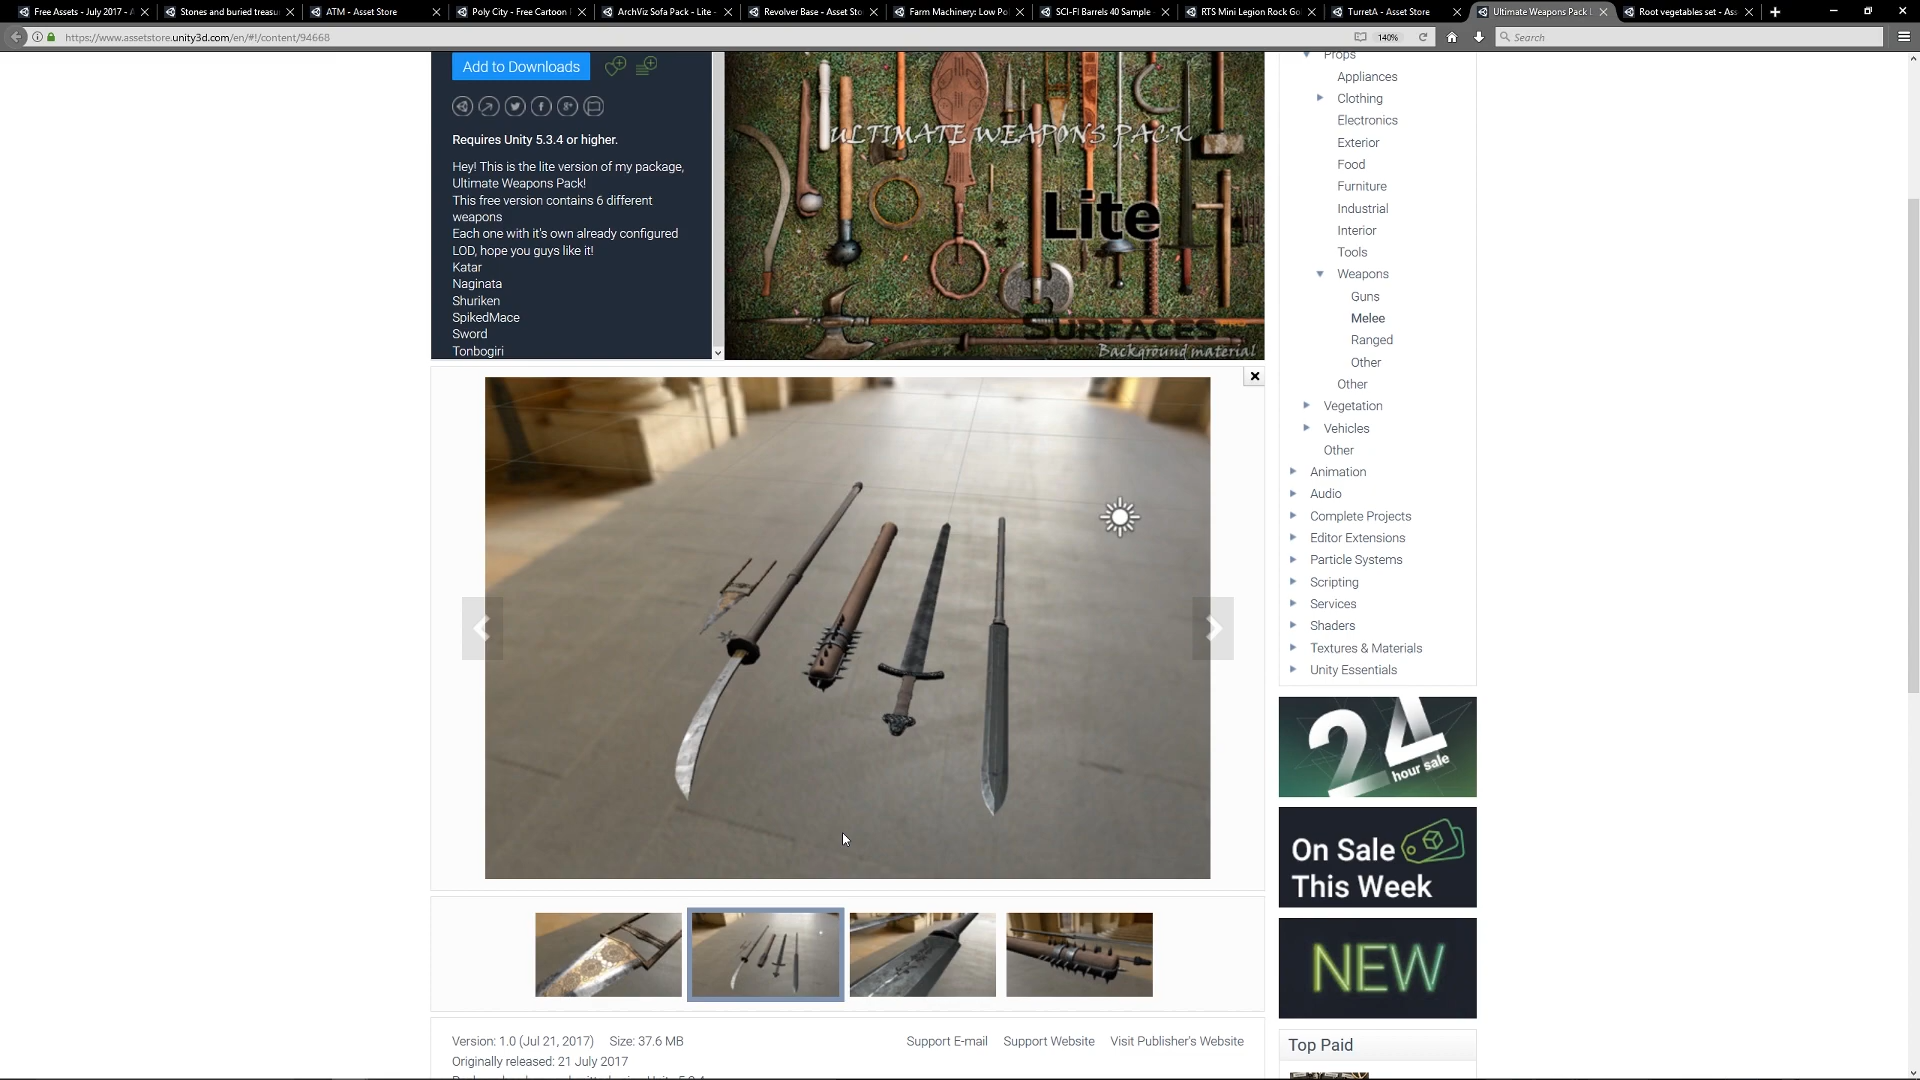 Free Assets - July 2017 - A
Stones and buried treasu
ATM - Asset Store
Poly City - Free Cartoon
ArchViz Sofa Pack - Lite -
Revolver Base - Asset Sto
Farm Machinery: Low Po
SCI-FI Barrels 40 Sample -
RTS Mini Legion Rock Go
TurretA - Asset Store
Ultimate Weapons Pack L
Root vegetables set - Ass
https://www.assetstore.unity3d.com/en/#!/content/94668
140%
Search
Add to Downloads
Requires Unity 5.3.4 or higher.
Hey! This is the lite version of my package,
Ultimate Weapons Pack!
This free version contains 6 different
weapons
Each one with it's own already configured
LOD, hope you guys like it!
Katar
Naginata
Shuriken
SpikedMace
Sword
Tonbogiri
ULTIMATE WEAPONS PACK
Lite
SURFACES
Background material
Props
Appliances
Clothing
Electronics
Exterior
Food
Furniture
Industrial
Interior
Tools
Weapons
Guns
Melee
Ranged
Other
Other
Vegetation
Vehicles
Other
Animation
Audio
Complete Projects
Editor Extensions
Particle Systems
Scripting
Services
Shaders
Textures & Materials
Unity Essentials
24
hour sale
On Sale
This Week
NEW
Top Paid
Version: 1.0 (Jul 21, 2017) Size: 37.6 MB
Support E-mail Support Website Visit Publisher's Website
Originally released: 21 July 2017